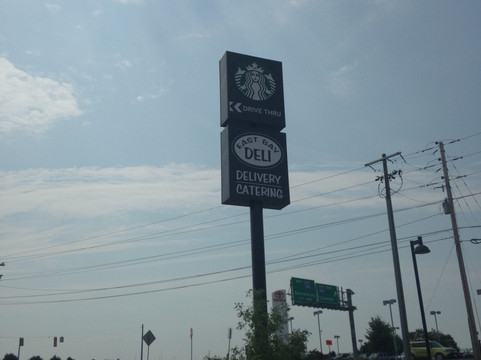 DRIVE THRU
EAST BAY
DELI
DELIVERY
CATERING